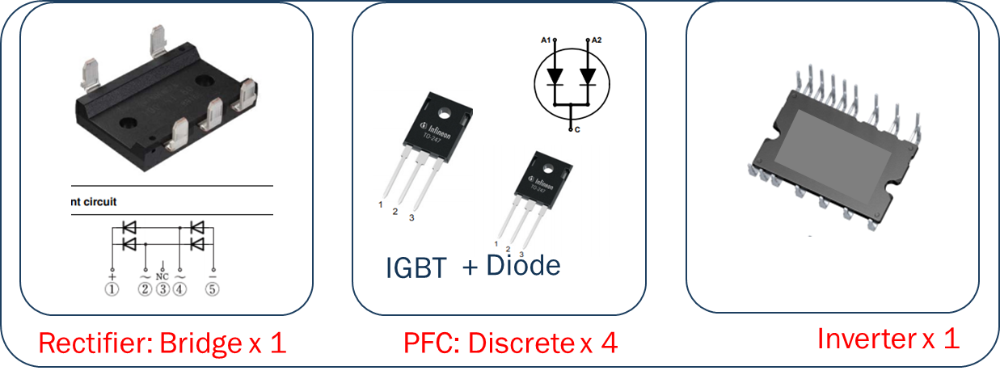 nt circuit
+ ~ NC ~ −
① ② ③ ④ ⑤
Rectifier: Bridge x 1
A1 A2
C
infineon
TO-247
1 2 3
infineon
TO-247
1 2 3
IGBT + Diode
PFC: Discrete x 4
Inverter x 1